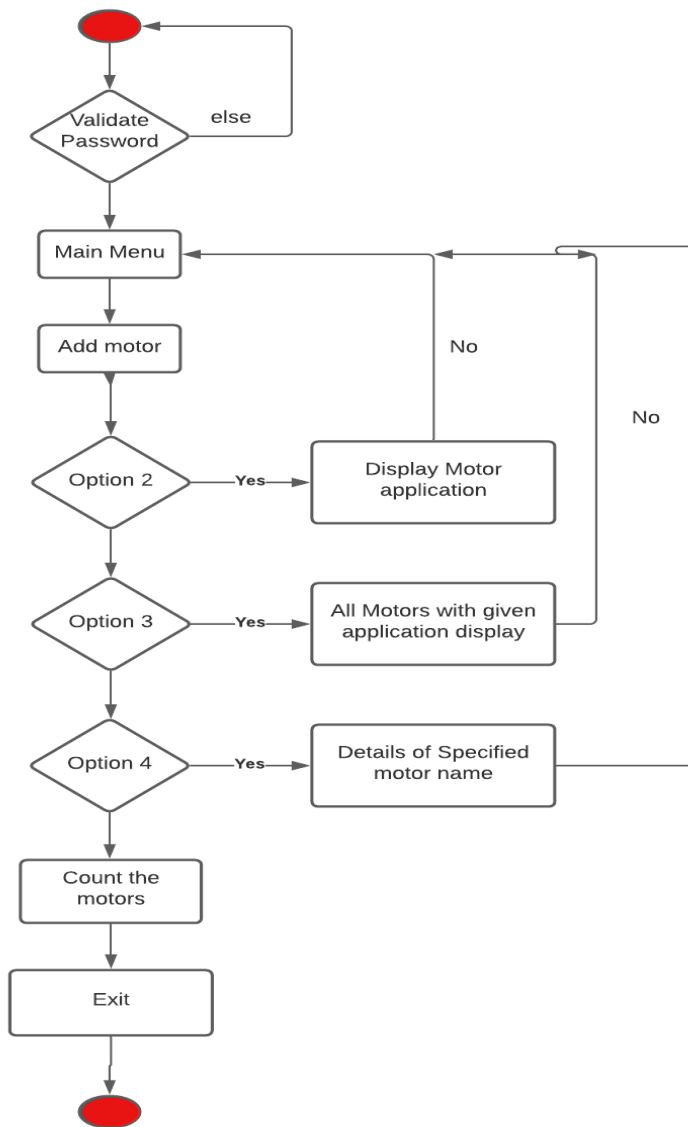 else
Validate
Password
Main Menu
Add motor
No
No
Option 2
Yes
Display Motor
application
Option 3
Yes
All Motors with given
application display
Option 4
Yes
Details of Specified
motor name
Count the
motors
Exit